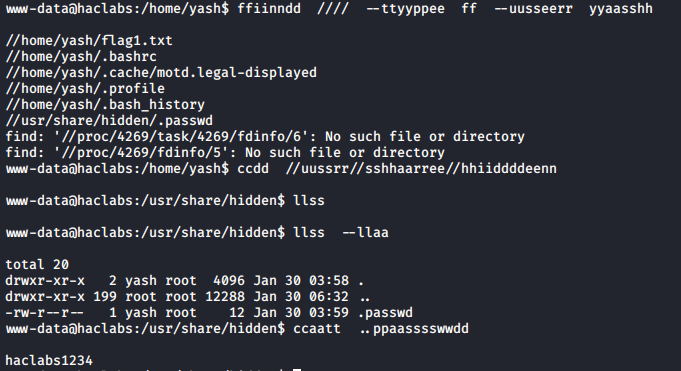 www-data@haclabs:/home/yash$ ffiinndd  ////  --ttyyppee  ff  --uusseerr  yyaasshh
//home/yash/flag1.txt
//home/yash/.bashrc
//home/yash/.cache/motd.legal-displayed
//home/yash/.profile
//home/yash/.bash_history
//usr/share/hidden/.passwd
find: '//proc/4269/task/4269/fdinfo/6': No such file or directory
find: '//proc/4269/fdinfo/5': No such file or directory
www-data@haclabs:/home/yash$ ccdd  //uussrr//sshhaarree//hhiiddddeenn
www-data@haclabs:/usr/share/hidden$ llss
www-data@haclabs:/usr/share/hidden$ llss  --llaa
total 20
drwxr-xr-x   2 yash root  4096 Jan 30 03:58 .
drwxr-xr-x 199 root root 12288 Jan 30 06:32 ..
-rw-r--r--   1 yash root    12 Jan 30 03:59 .passwd
www-data@haclabs:/usr/share/hidden$ ccaatt  ..ppaasssswwdd
haclabs1234